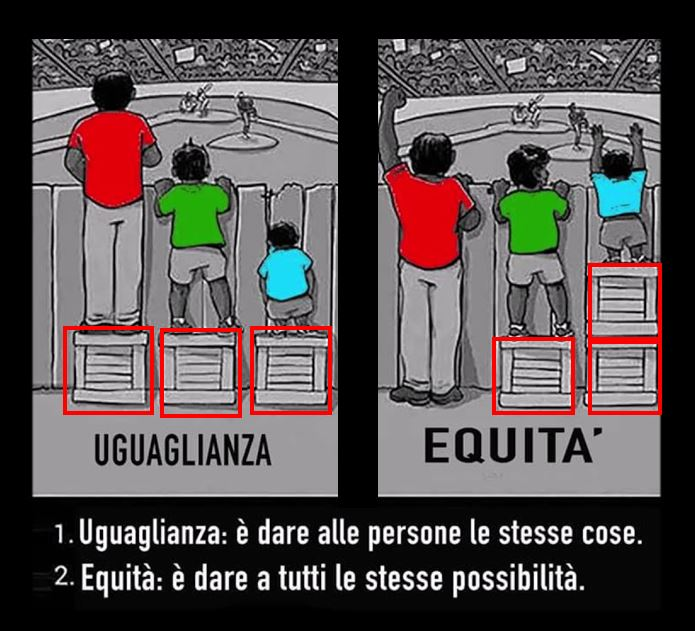 UGUAGLIANZA
EQUITA'
1. Uguaglianza: è dare alle persone le stesse cose.
2. Equità: è dare a tutti le stesse possibilità.